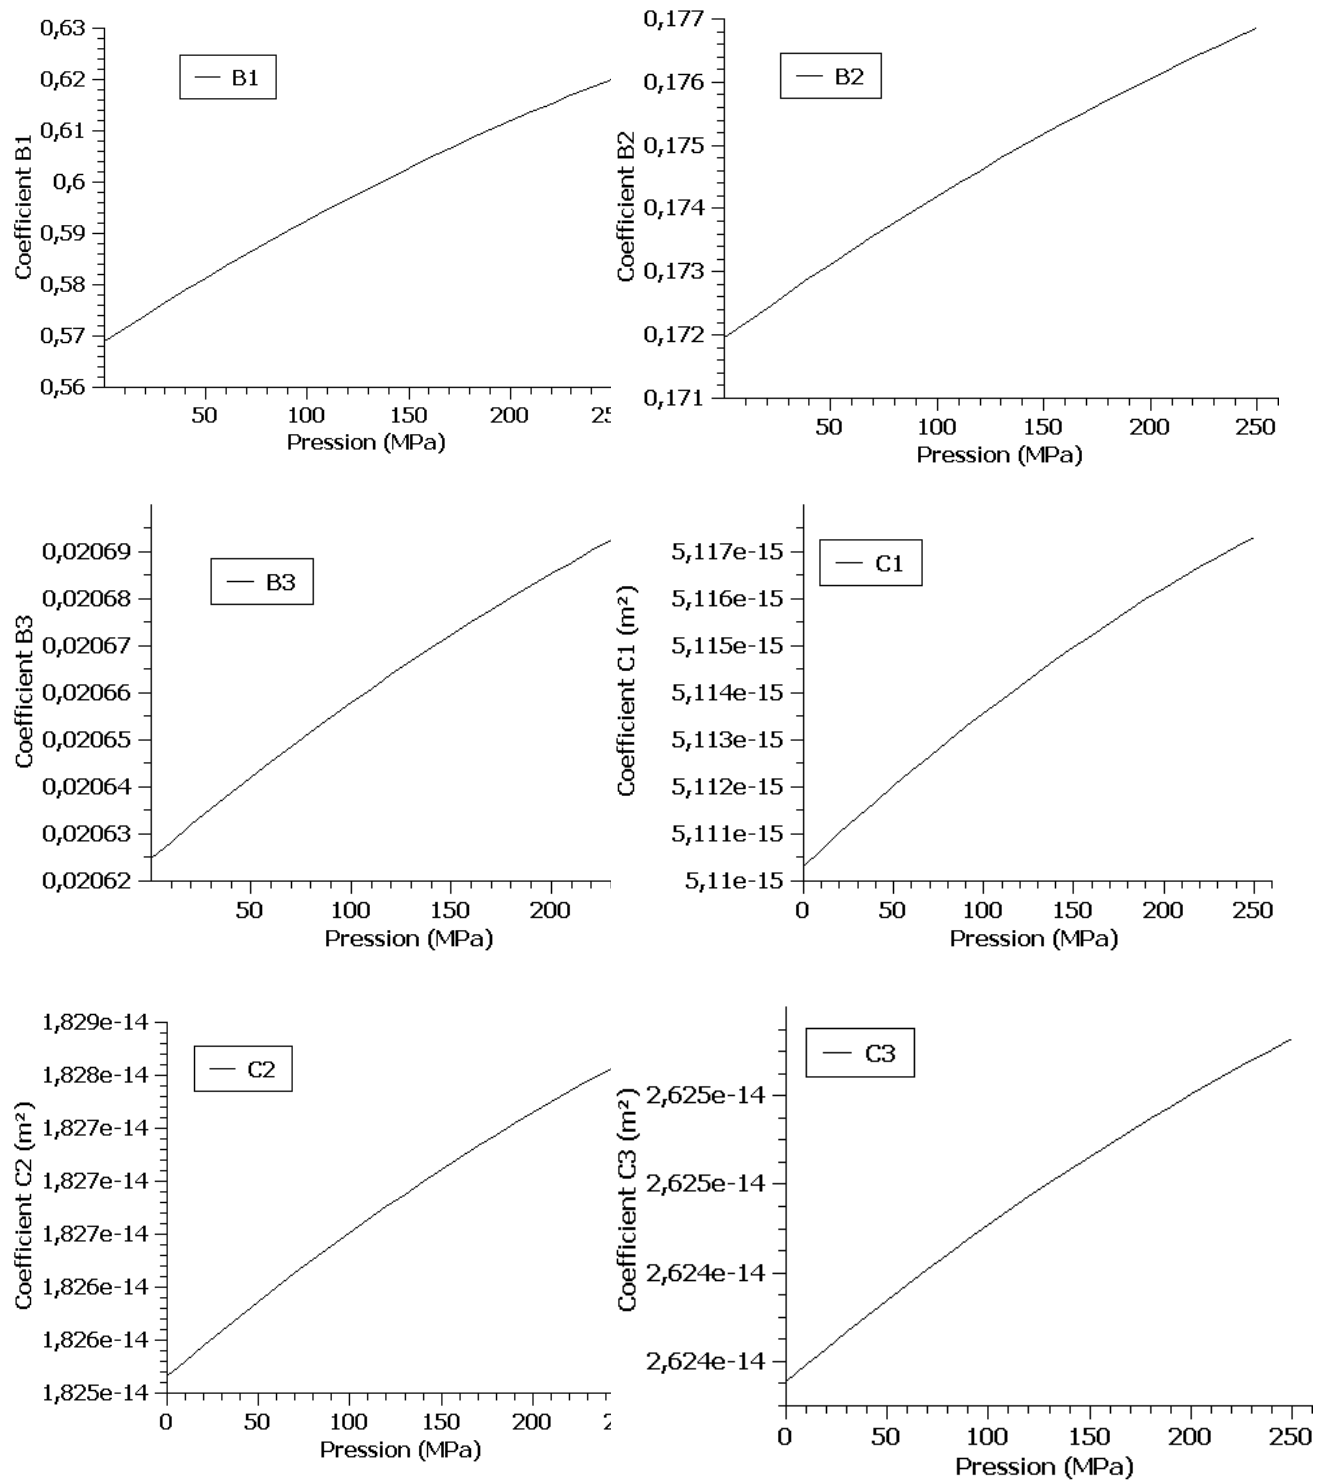 0,63
0,62
0,61
0,6
0,59
0,58
0,57
0,56
Coefficient B1
B1
50
100
150
200
25
Pression (MPa)
0,177
0,176
0,175
0,174
0,173
0,172
0,171
Coefficient B2
B2
50
100
150
200
250
Pression (MPa)
0,02069
0,02068
0,02067
0,02066
0,02065
0,02064
0,02063
0,02062
Coefficient B3
B3
50
100
150
200
Pression (MPa)
5,117e-15
5,116e-15
5,115e-15
5,114e-15
5,113e-15
5,112e-15
5,111e-15
5,11e-15
Coefficient C1 (m²)
C1
0
50
100
150
200
250
Pression (MPa)
1,829e-14
1,828e-14
1,827e-14
1,827e-14
1,827e-14
1,826e-14
1,826e-14
1,825e-14
Coefficient C2 (m²)
C2
0
50
100
150
200
2
Pression (MPa)
2,625e-14
2,625e-14
2,624e-14
2,624e-14
Coefficient C3 (m²)
C3
0
50
100
150
200
250
Pression (MPa)